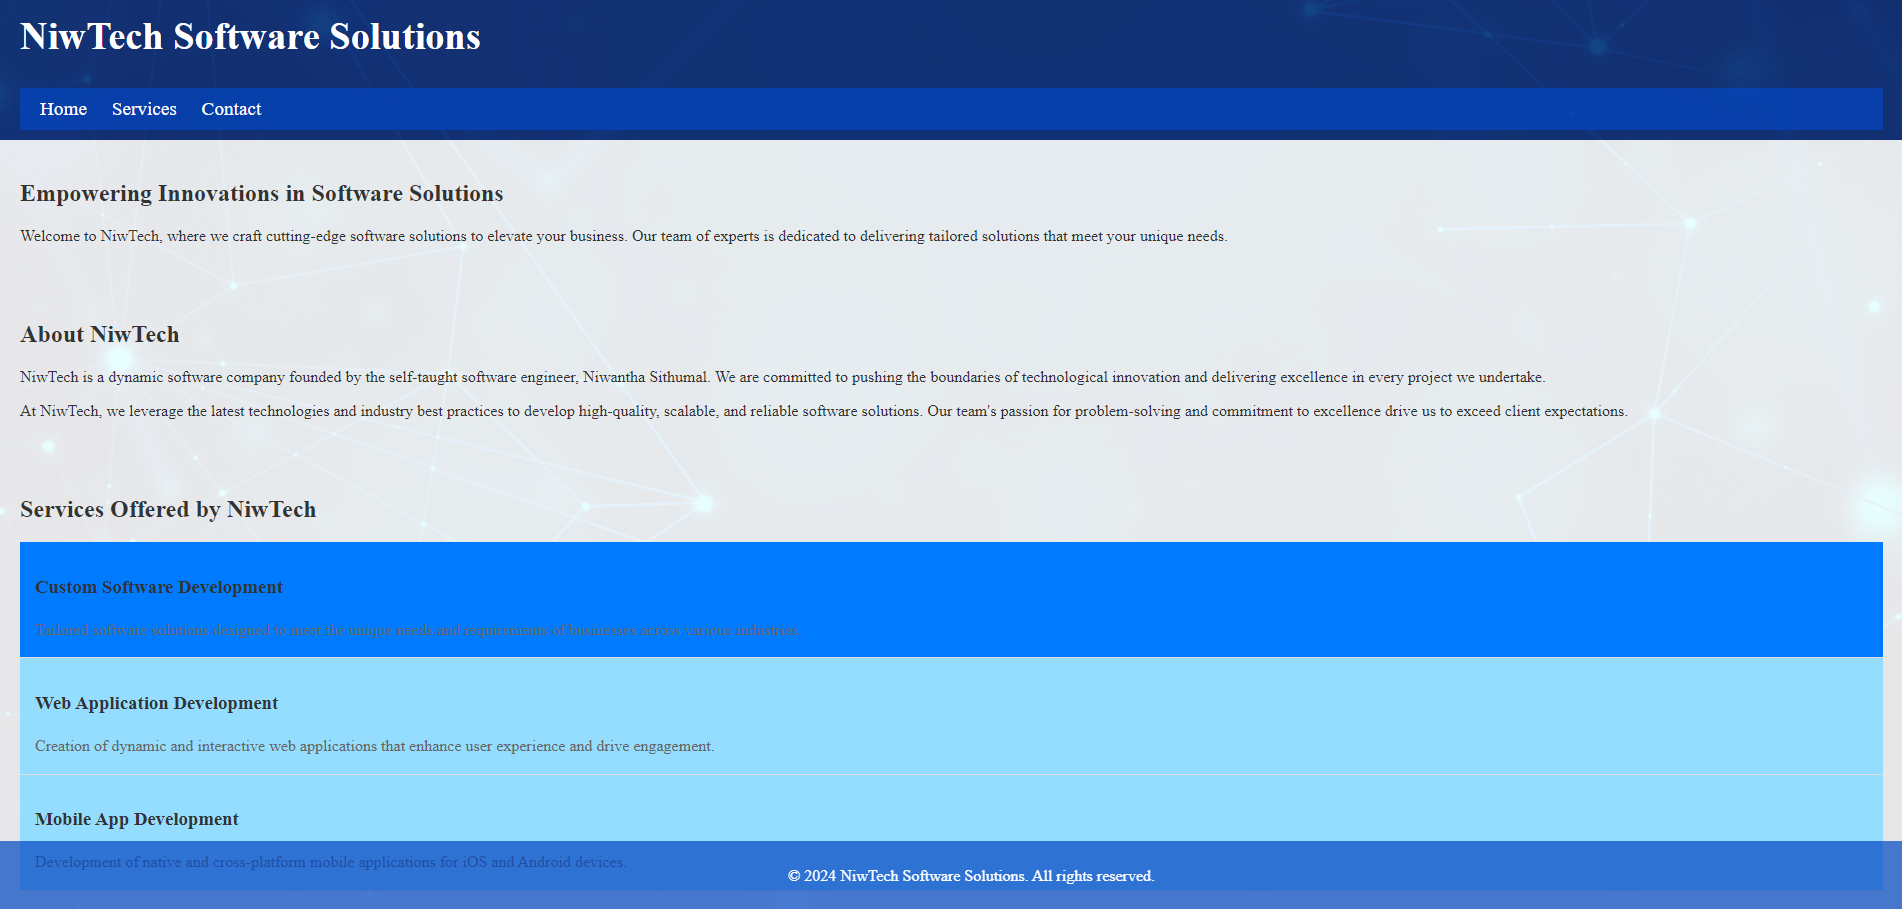 NiwTech Software Solutions
Home Services Contact
Empowering Innovations in Software Solutions
Welcome to NiwTech, where we craft cutting-edge software solutions to elevate your business. Our team of experts is dedicated to delivering tailored solutions that meet your unique needs.
About NiwTech
NiwTech is a dynamic software company founded by the self-taught software engineer, Niwantha Sithumal. We are committed to pushing the boundaries of technological innovation and delivering excellence in every project we undertake.
At NiwTech, we leverage the latest technologies and industry best practices to develop high-quality, scalable, and reliable software solutions. Our team's passion for problem-solving and commitment to excellence drive us to exceed client expectations.
Services Offered by NiwTech
Custom Software Development
Tailored software solutions designed to meet the unique needs and requirements of businesses across various industries.
Web Application Development
Creation of dynamic and interactive web applications that enhance user experience and drive engagement.
Mobile App Development
Development of native and cross-platform mobile applications for iOS and Android devices.
© 2024 NiwTech Software Solutions. All rights reserved.